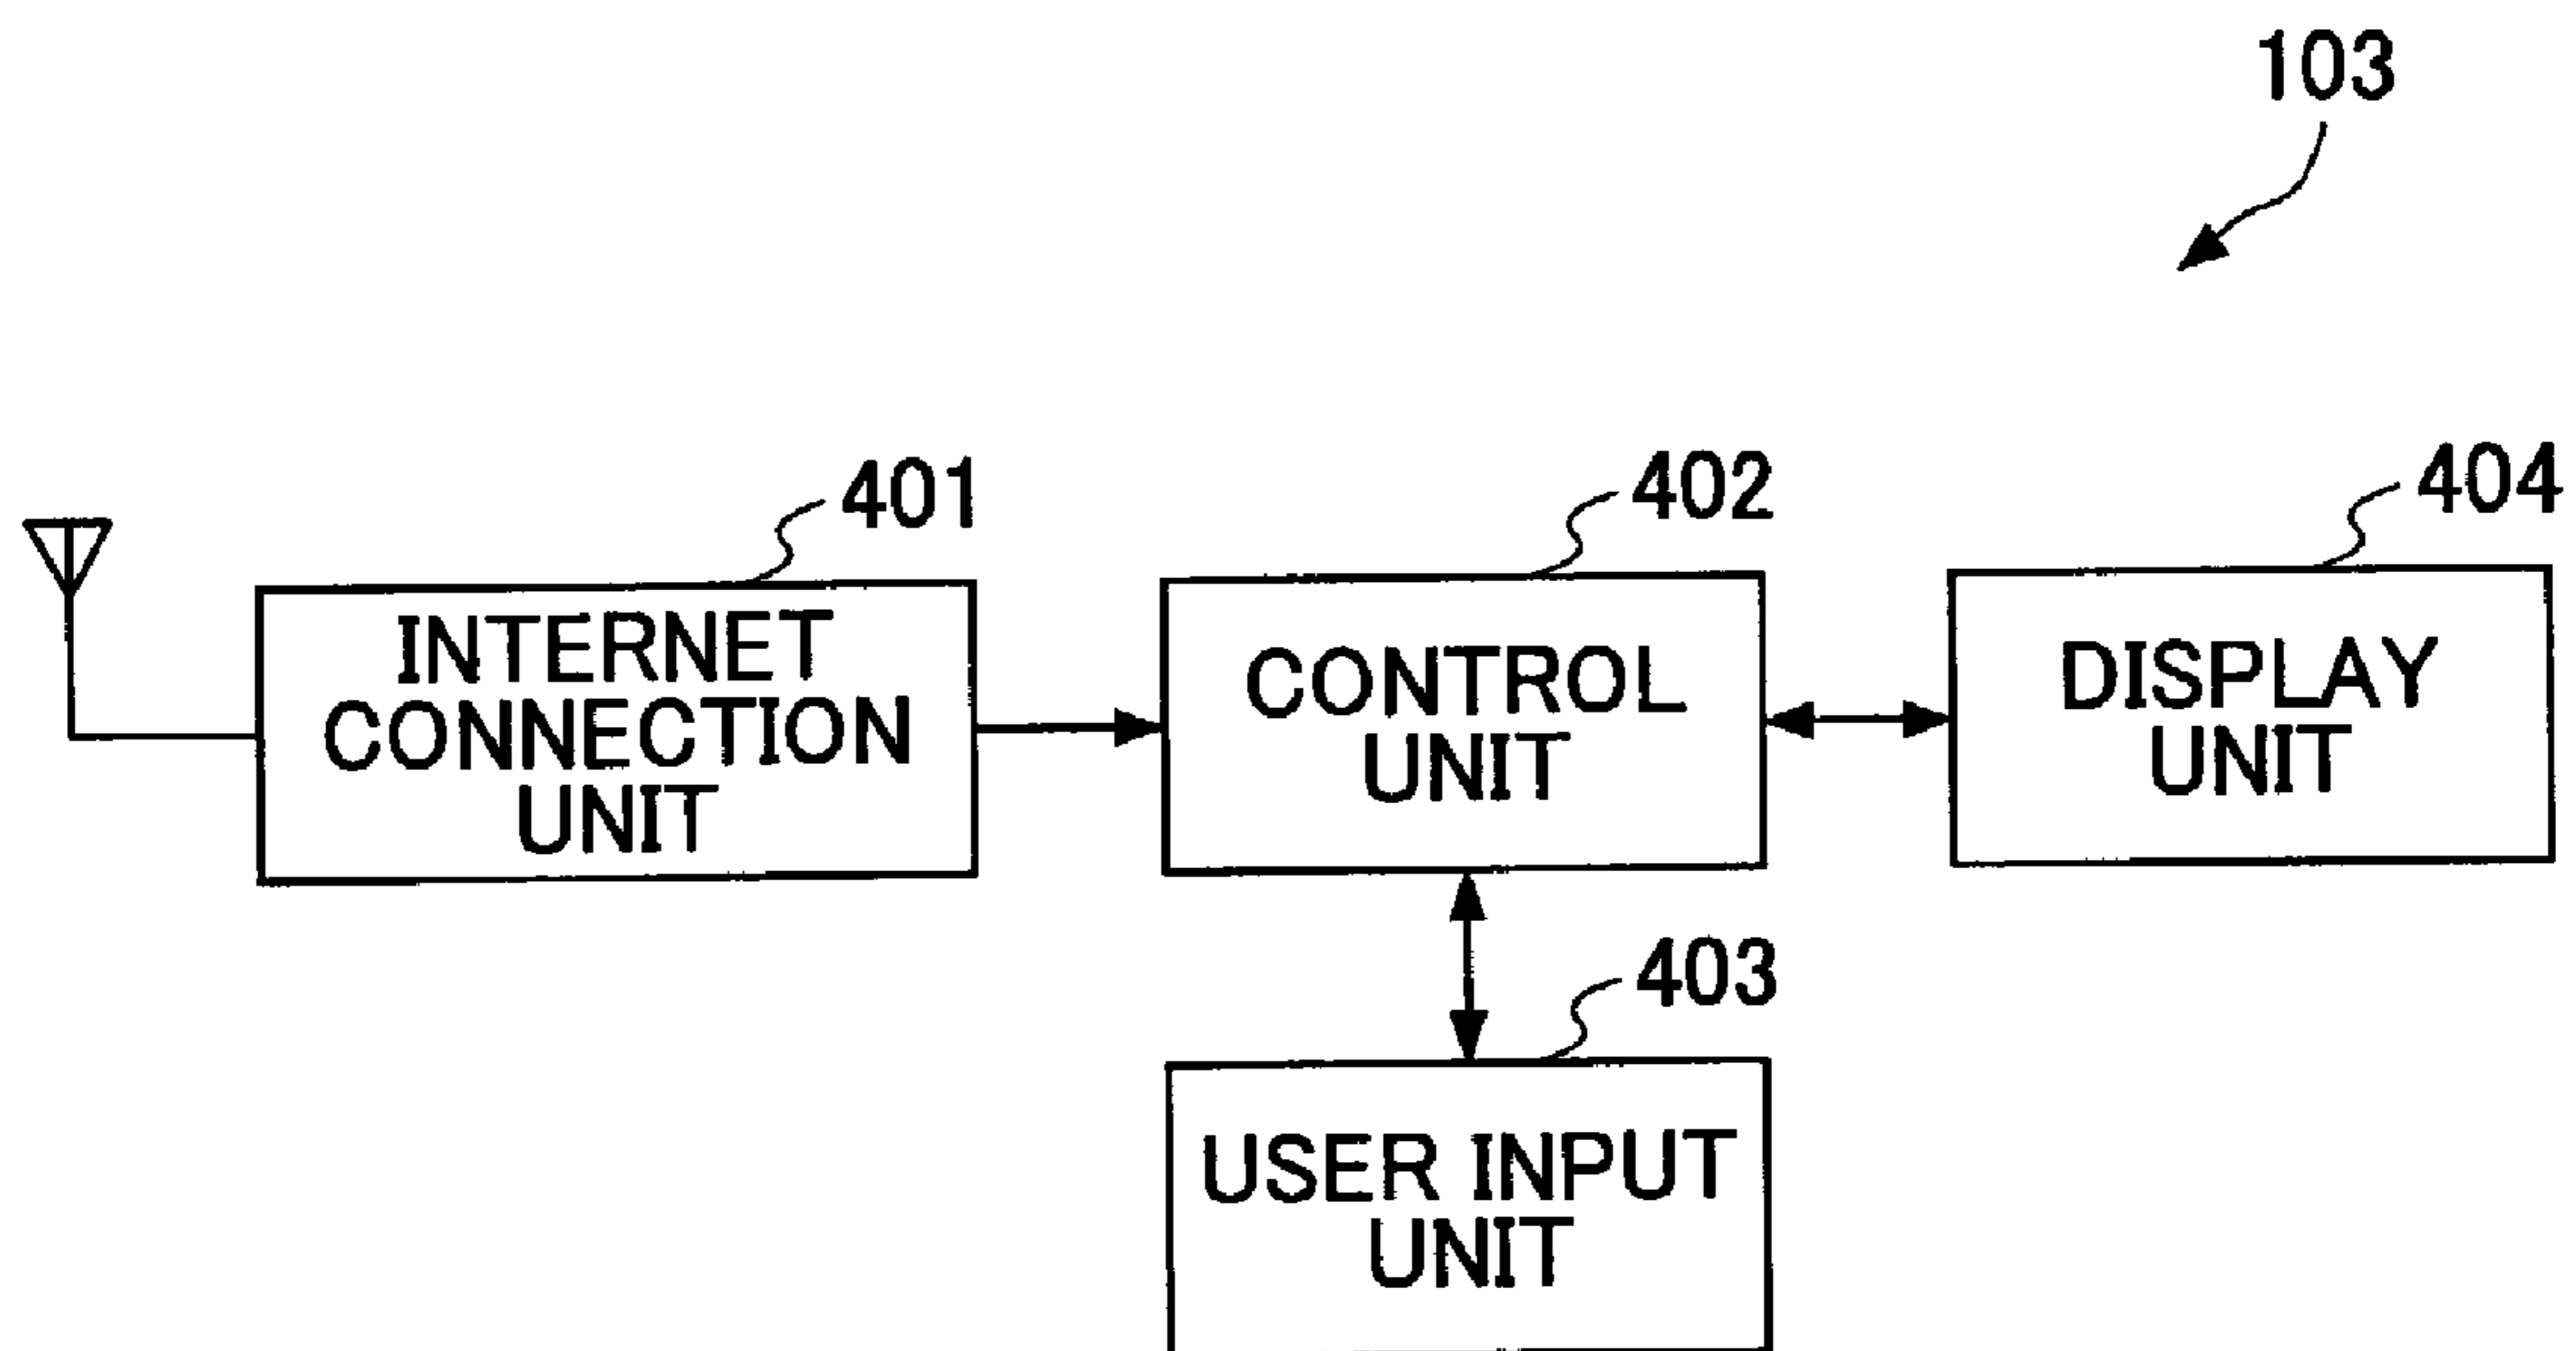 103
401
402
404
INTERNET
CONNECTION
UNIT
CONTROL
UNIT
DISPLAY
UNIT
403
USER INPUT
UNIT